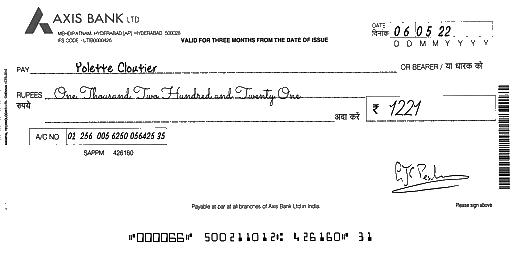 AXIS BANK LTD
MEHDIPATNAM, HYDERABAD [AP] HYDERABAD 500028
IFS CODE - UTIB0000426
VALID FOR THREE MONTHS FROM THE DATE OF ISSUE
DATE दिनांक 06 05 22
D D M M Y Y Y Y
PAY Yolette Cloutier OR BEARER / या धारक को
RUPEES One Thousand Two Hundred and Twenty One
रुपये अदा करें ₹ 1221
A/C NO 02 256 005 6250 056425 35
SAPPM 426160
Payable at par at all branches of Axis Bank Ltd in India. Please sign above
⑈000066⑈ 500211012⑆ 426160⑈ 31